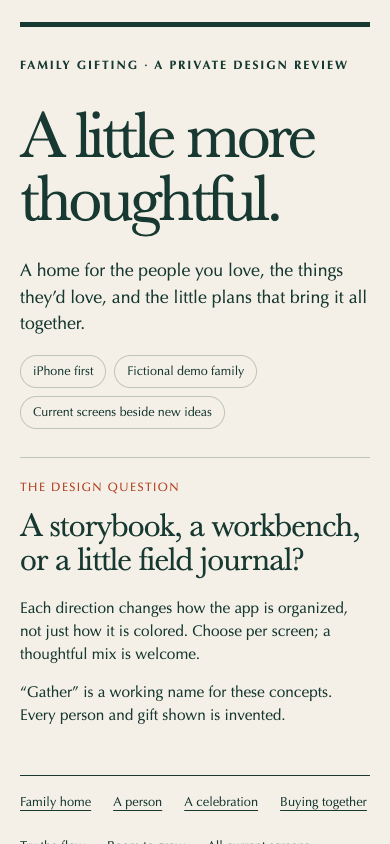 FAMILY GIFTING · A PRIVATE DESIGN REVIEW
A little more
thoughtful.
A home for the people you love, the things
they’d love, and the little plans that bring it all
together.
iPhone first
Fictional demo family
Current screens beside new ideas
THE DESIGN QUESTION
A storybook, a workbench,
or a little field journal?
Each direction changes how the app is organized,
not just how it is colored. Choose per screen; a
thoughtful mix is welcome.
“Gather” is a working name for these concepts.
Every person and gift shown is invented.
Family home A person A celebration Buying together